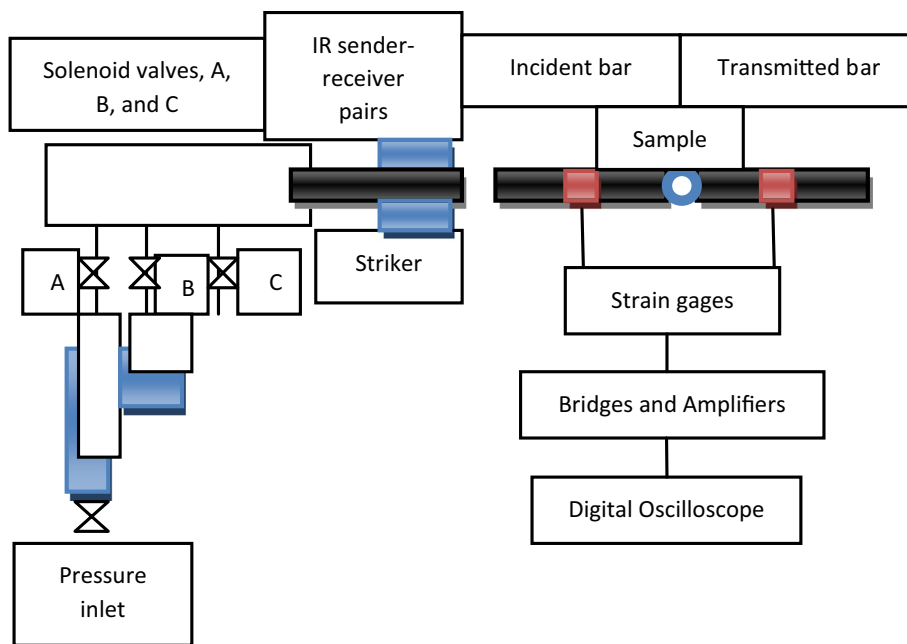 Solenoid valves, A,
B, and C
IR sender-
receiver
pairs
Incident bar
Transmitted bar
Sample
A
B
C
Striker
Strain gages
Bridges and Amplifiers
Digital Oscilloscope
Pressure
inlet